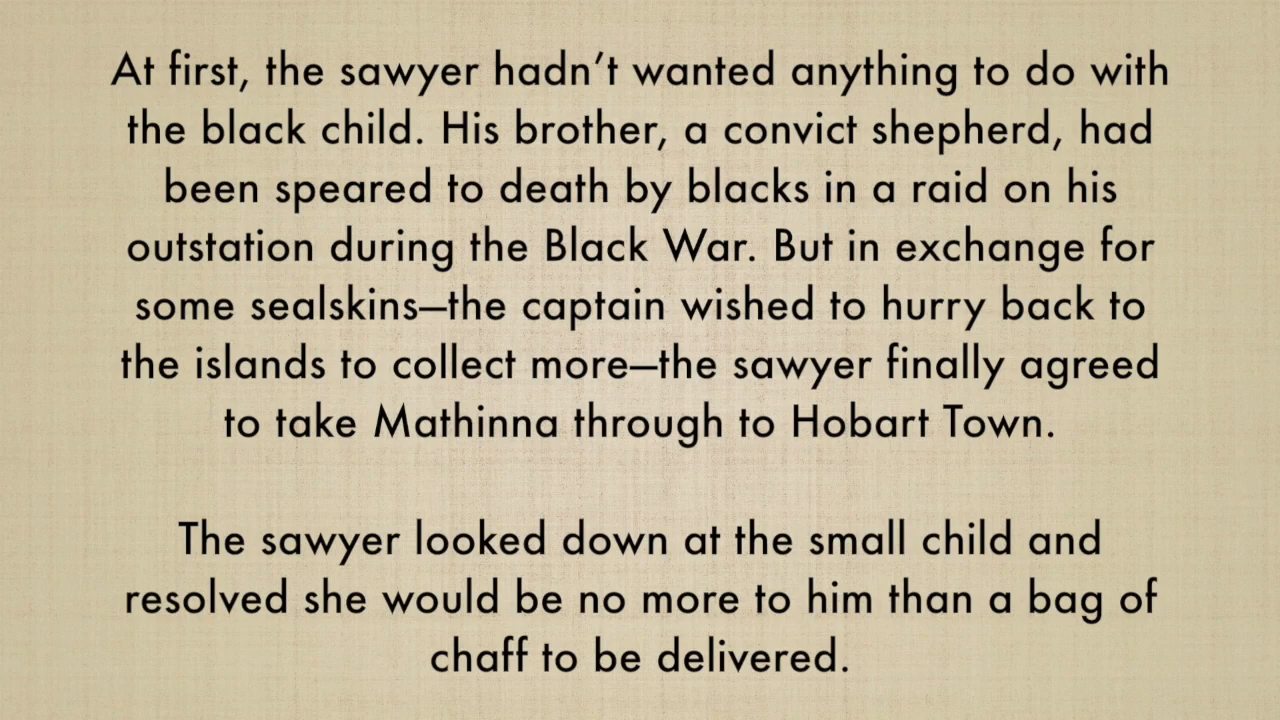 At first, the sawyer hadn’t wanted anything to do with
the black child. His brother, a convict shepherd, had
been speared to death by blacks in a raid on his
outstation during the Black War. But in exchange for
some sealskins—the captain wished to hurry back to
the islands to collect more—the sawyer finally agreed
to take Mathinna through to Hobart Town.
The sawyer looked down at the small child and
resolved she would be no more to him than a bag of
chaff to be delivered.